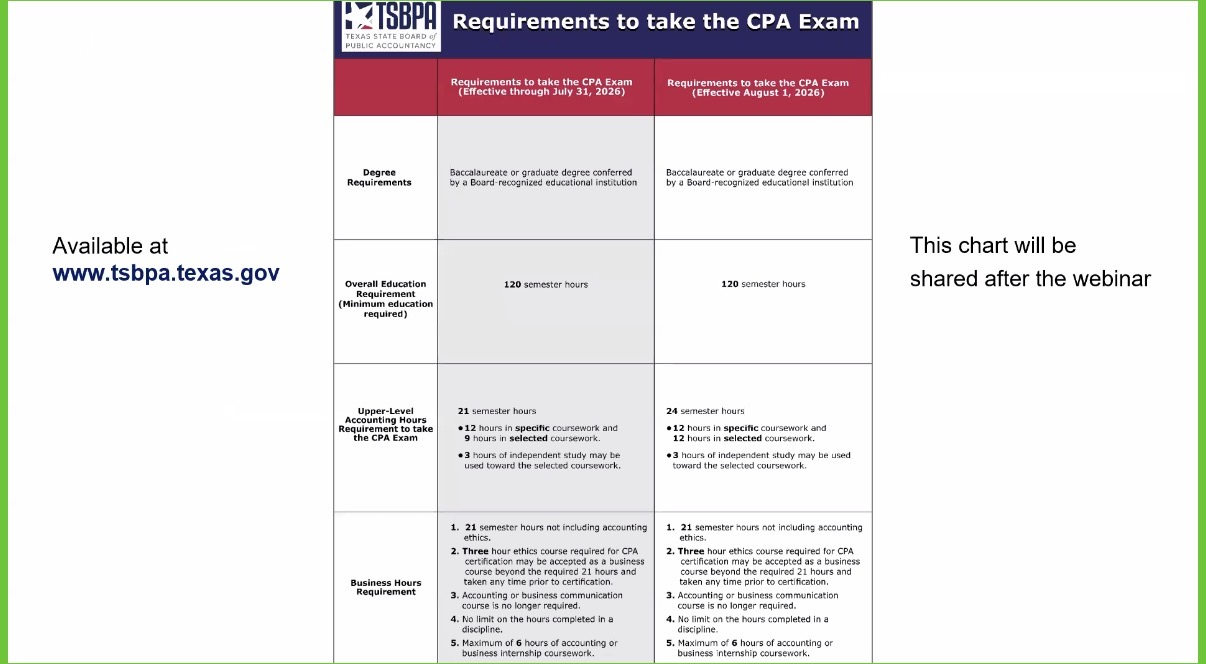 TSBPA
TEXAS STATE BOARD of
PUBLIC ACCOUNTANCY
Requirements to take the CPA Exam
Requirements to take the CPA Exam
(Effective through July 31, 2026)
Requirements to take the CPA Exam
(Effective August 1, 2026)
Degree
Requirements
Baccalaureate or graduate degree conferred
by a Board-recognized educational institution
Baccalaureate or graduate degree conferred
by a Board-recognized educational institution
Available at
www.tsbpa.texas.gov
This chart will be
shared after the webinar
Overall Education
Requirement
(Minimum education
required)
120 semester hours
120 semester hours
Upper-Level
Accounting Hours
Requirement to take
the CPA Exam
21 semester hours
•12 hours in specific coursework and
9 hours in selected coursework.
•3 hours of independent study may be
used toward the selected coursework.
24 semester hours
•12 hours in specific coursework and
12 hours in selected coursework.
•3 hours of independent study may be used
toward the selected coursework.
Business Hours
Requirement
1. 21 semester hours not including accounting
ethics.
2. Three hour ethics course required for CPA
certification may be accepted as a business
course beyond the required 21 hours and
taken any time prior to certification.
3. Accounting or business communication
course is no longer required.
4. No limit on the hours completed in a
discipline.
5. Maximum of 6 hours of accounting or
business internship coursework.
1. 21 semester hours not including accounting
ethics.
2. Three hour ethics course required for CPA
certification may be accepted as a business
course beyond the required 21 hours and
taken any time prior to certification.
3. Accounting or business communication
course is no longer required.
4. No limit on the hours completed in a
discipline.
5. Maximum of 6 hours of accounting or
business internship coursework.